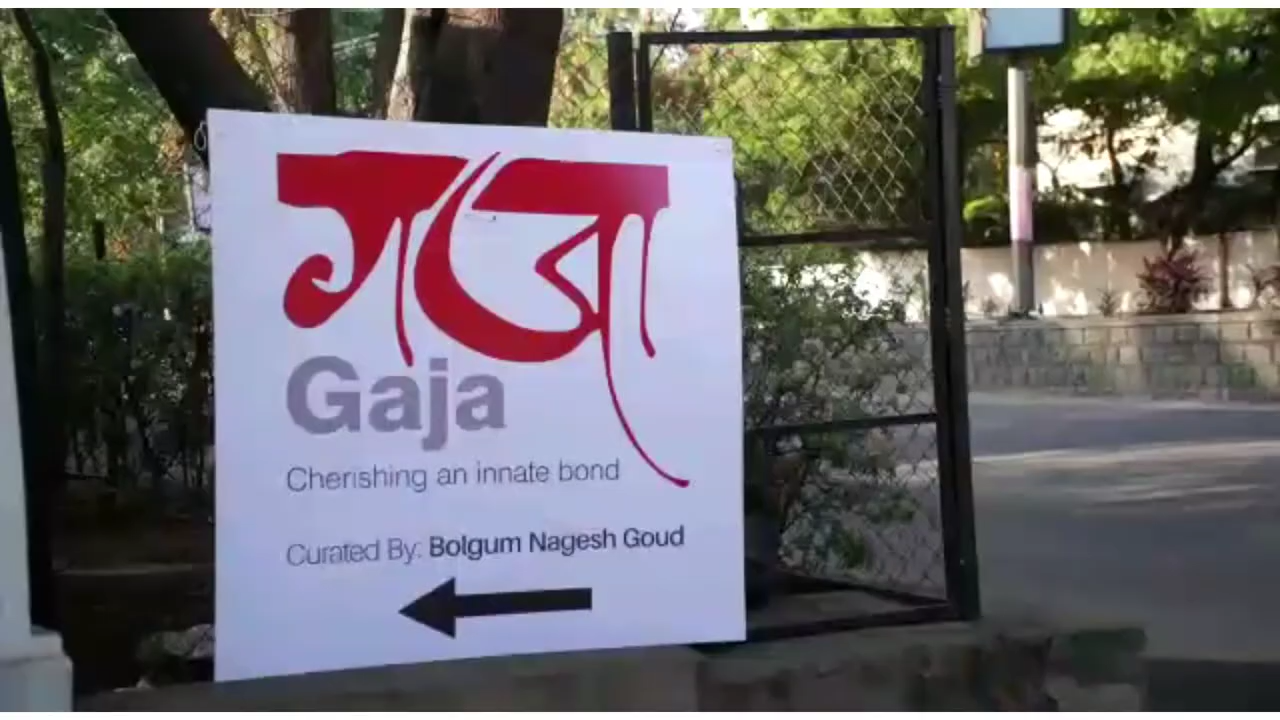 गजा
Gaja
Cherishing an innate bond
Curated By: Bolgum Nagesh Goud